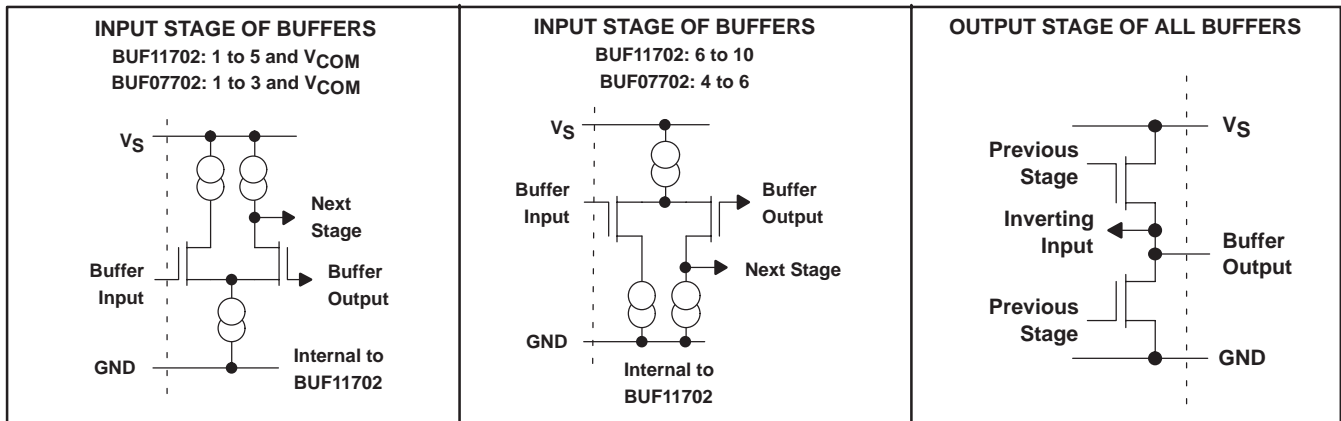 INPUT STAGE OF BUFFERS
BUF11702: 1 to 5 and VCOM
BUF07702: 1 to 3 and VCOM
VS
Next
Stage
Buffer
Input
Buffer
Output
GND
Internal to
BUF11702
INPUT STAGE OF BUFFERS
BUF11702: 6 to 10
BUF07702: 4 to 6
VS
Buffer
Input
Buffer
Output
Next Stage
GND
Internal to
BUF11702
OUTPUT STAGE OF ALL BUFFERS
VS
Previous
Stage
Inverting
Input
Buffer
Output
Previous
Stage
GND